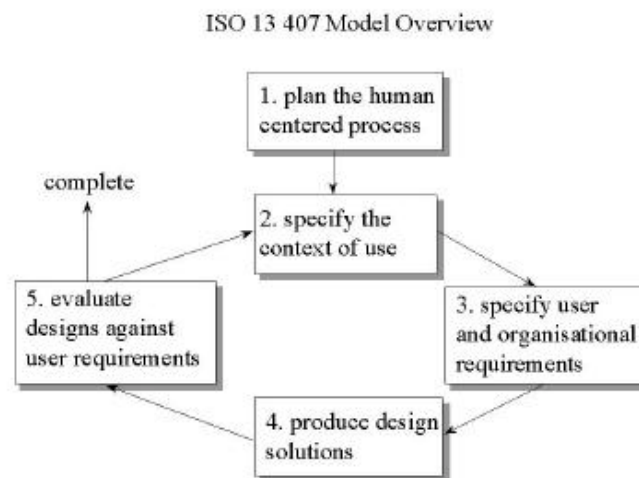 ISO 13 407 Model Overview
1. plan the human
centered process
complete
2. specify the
context of use
5. evaluate
designs against
user requirements
3. specify user
and organisational
requirements
4. produce design
solutions